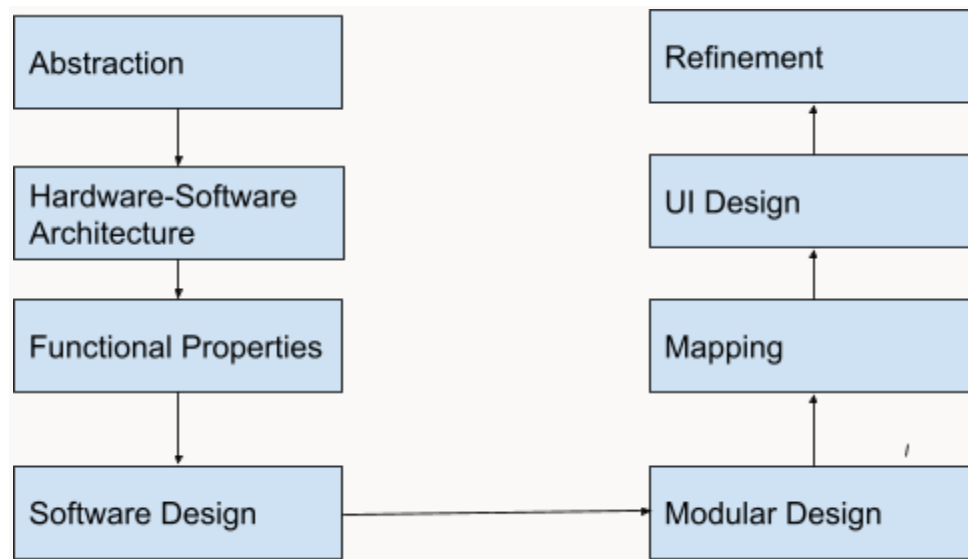 Abstraction
Hardware-Software
Architecture
Functional Properties
Software Design
Modular Design
Mapping
UI Design
Refinement